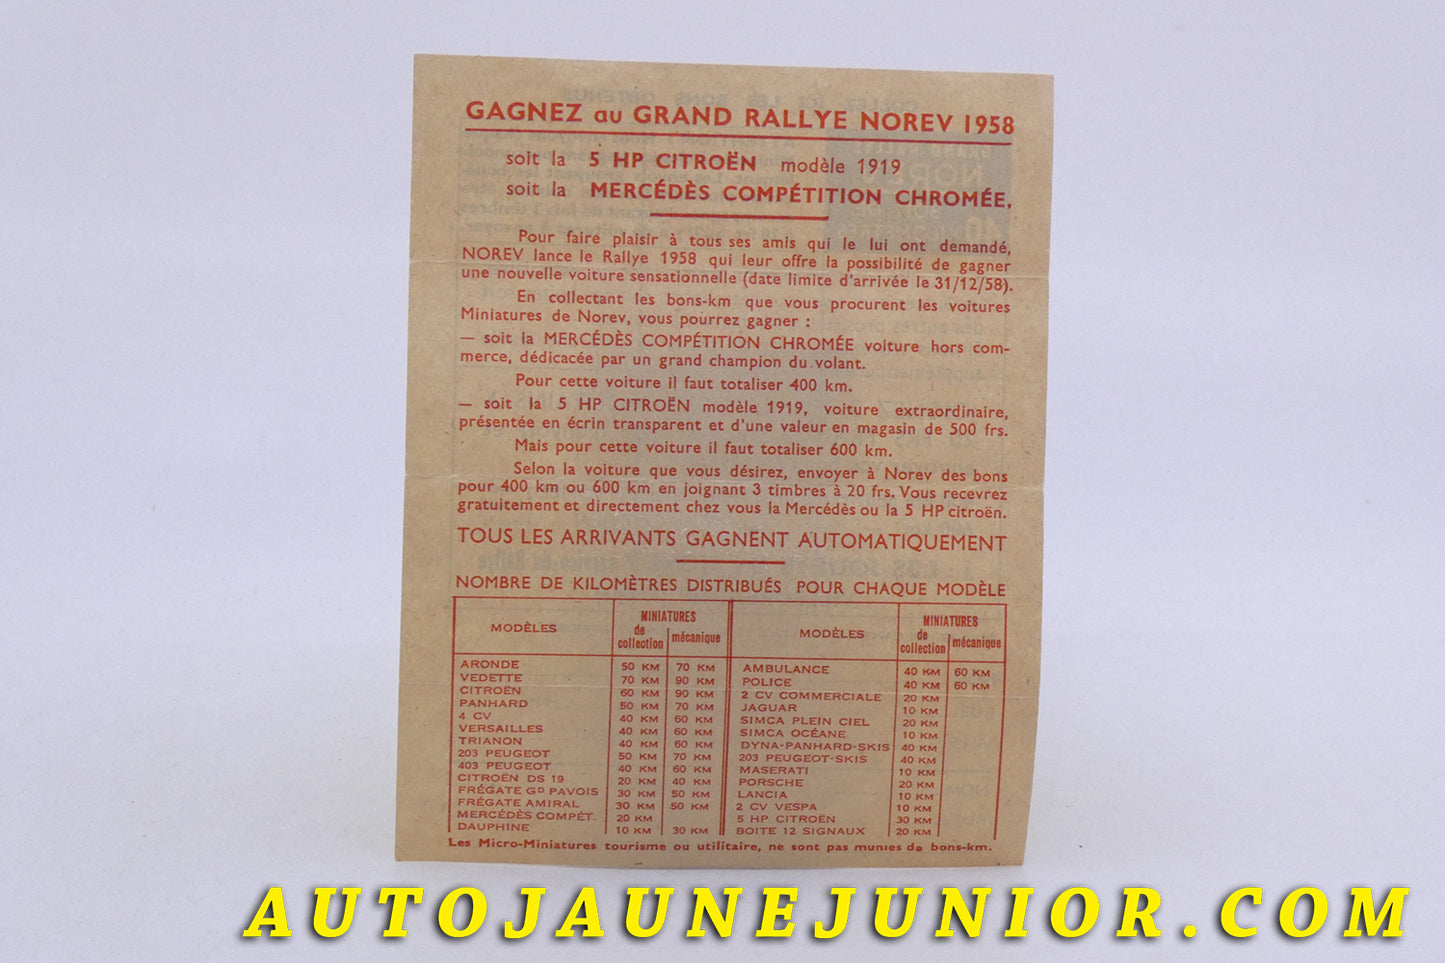 GAGNEZ au GRAND RALLYE NOREV 1958
soit la 5 HP CITROËN modèle 1919
soit la MERCÉDÈS COMPÉTITION CHROMÉE,
Pour faire plaisir à tous ses amis qui le lui ont demandé,
NOREV lance le Rallye 1958 qui leur offre la possibilité de gagner
une nouvelle voiture sensationnelle (date limite d'arrivée le 31/12/58).
En collectant les bons-km que vous procurent les voitures
Miniatures de Norev, vous pourrez gagner :
— soit la MERCÉDÈS COMPÉTITION CHROMÉE voiture hors com-
merce, dédicacée par un grand champion du volant.
Pour cette voiture il faut totaliser 400 km.
— soit la 5 HP CITROËN modèle 1919, voiture extraordinaire,
présentée en écrin transparent et d'une valeur en magasin de 500 frs.
Mais pour cette voiture il faut totaliser 600 km.
Selon la voiture que vous désirez, envoyer à Norev des bons
pour 400 km ou 600 km en joignant 3 timbres à 20 frs. Vous recevrez
gratuitement et directement chez vous la Mercédès ou la 5 HP citroën.
TOUS LES ARRIVANTS GAGNENT AUTOMATIQUEMENT
NOMBRE DE KILOMÈTRES DISTRIBUÉS POUR CHAQUE MODÈLE
MODÈLES MINIATURES de collection mécanique
ARONDE 50 KM 70 KM
VEDETTE 70 KM 90 KM
CITROËN 60 KM 90 KM
PANHARD 50 KM 70 KM
4 CV 40 KM 60 KM
VERSAILLES 40 KM 60 KM
TRIANON 40 KM 60 KM
203 PEUGEOT 50 KM 70 KM
403 PEUGEOT 40 KM 60 KM
CITROËN DS 19 20 KM 40 KM
FRÉGATE GD PAVOIS 30 KM 50 KM
FRÉGATE AMIRAL 30 KM 50 KM
MERCÉDÈS COMPÉT. 20 KM
DAUPHINE 10 KM 30 KM
MODÈLES MINIATURES de collection mécanique
AMBULANCE 40 KM 60 KM
POLICE 40 KM 60 KM
2 CV COMMERCIALE 20 KM
JAGUAR 10 KM
SIMCA PLEIN CIEL 20 KM
SIMCA OCÉANE 10 KM
DYNA-PANHARD-SKIS 40 KM
203 PEUGEOT-SKIS 40 KM
MASERATI 10 KM
PORSCHE 20 KM
LANCIA 10 KM
2 CV VESPA 10 KM
5 HP CITROËN 30 KM
BOITE 12 SIGNAUX 20 KM
Les Micro-Miniatures tourisme ou utilitaire, ne sont pas munies de bons-km.
AUTOJAUNEJUNIOR.COM